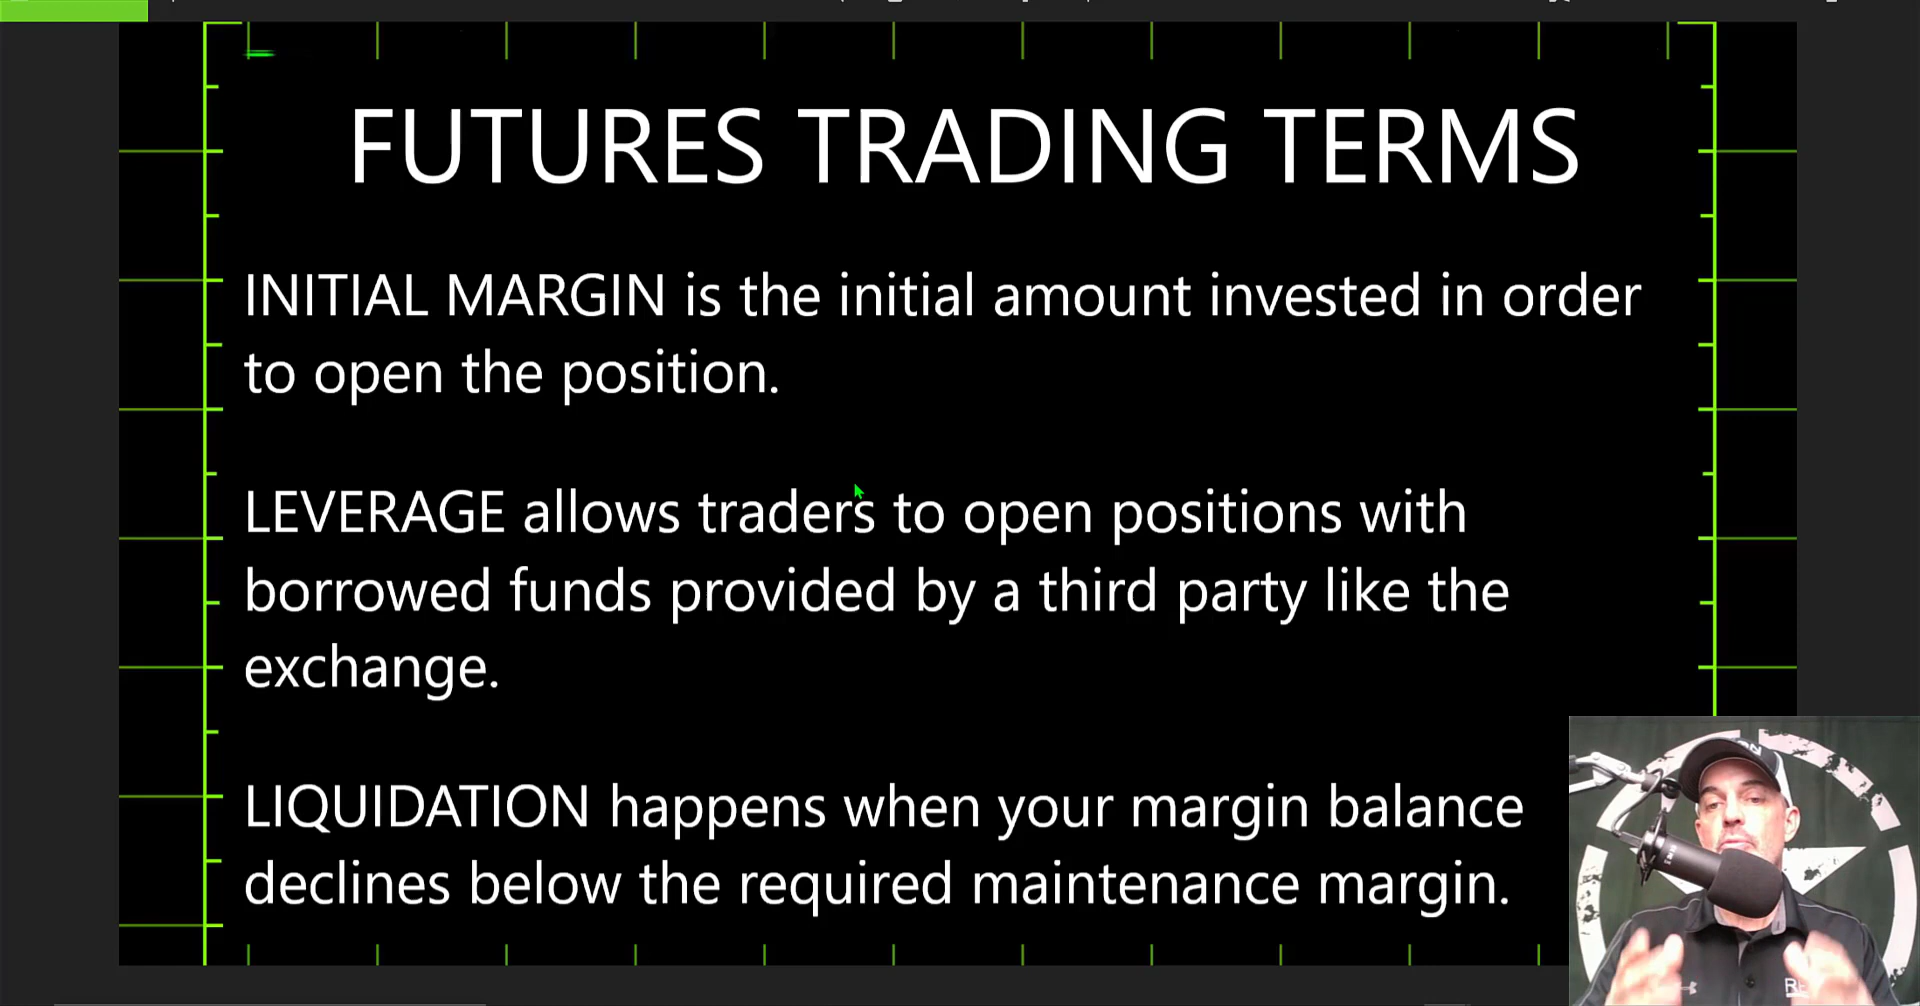 FUTURES TRADING TERMS
INITIAL MARGIN is the initial amount invested in order
to open the position.
LEVERAGE allows traders to open positions with
borrowed funds provided by a third party like the
exchange.
LIQUIDATION happens when your margin balance
declines below the required maintenance margin.